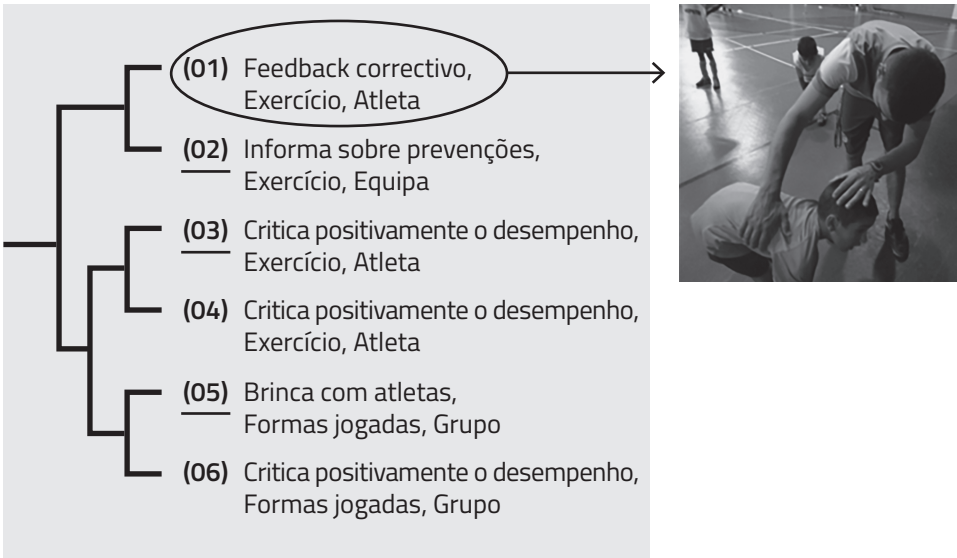 (01) Feedback correctivo,
Exercício, Atleta
(02) Informa sobre prevenções,
Exercício, Equipa
(03) Critica positivamente o desempenho,
Exercício, Atleta
(04) Critica positivamente o desempenho,
Exercício, Atleta
(05) Brinca com atletas,
Formas jogadas, Grupo
(06) Critica positivamente o desempenho,
Formas jogadas, Grupo